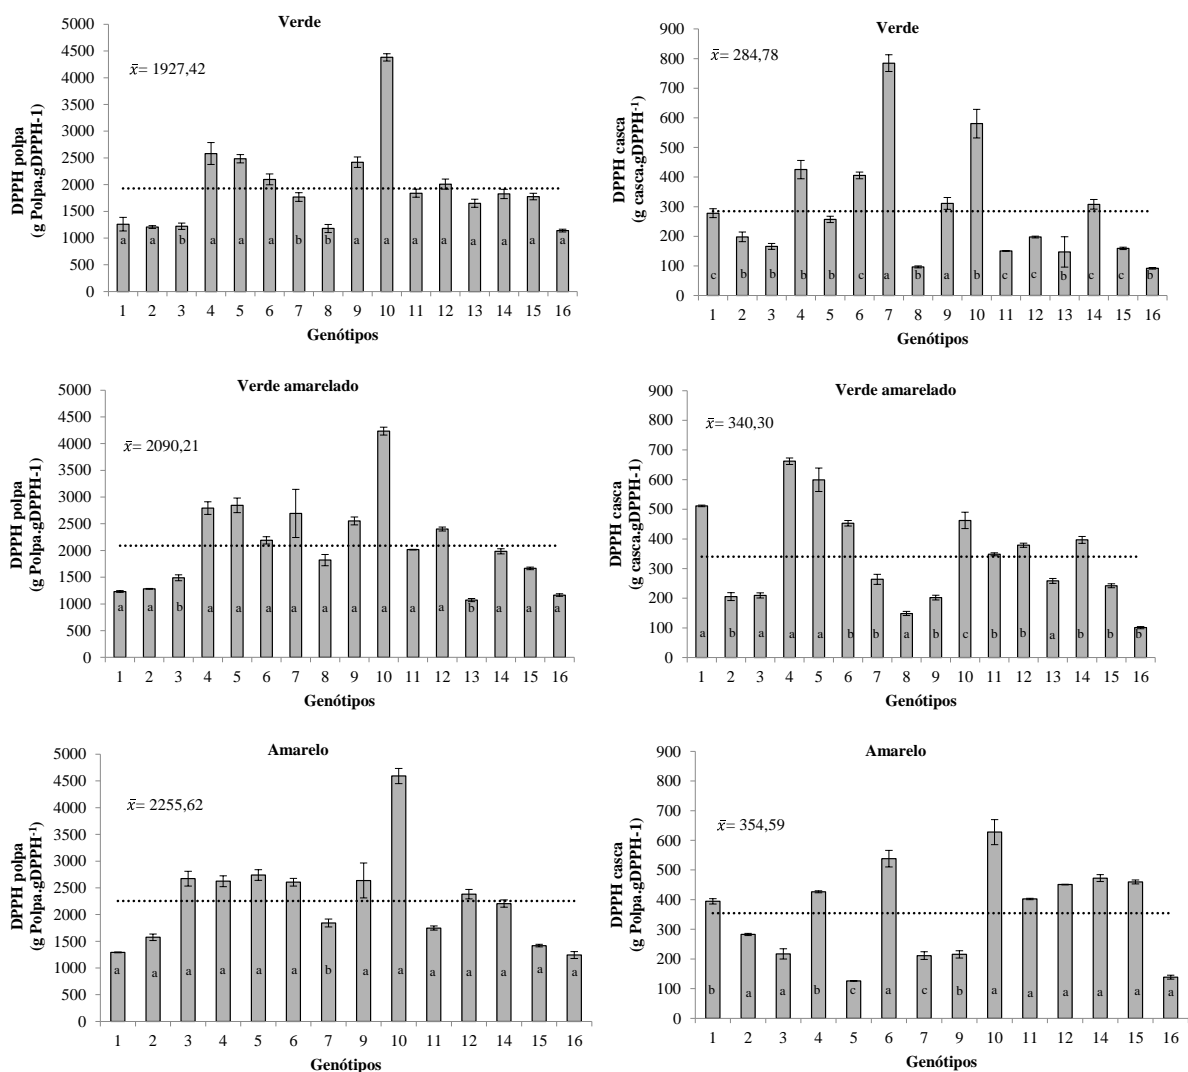 Verde
x̄= 1927,42
DPPH polpa
(g Polpa.gDPPH-1)
5000
4500
4000
3500
3000
2500
2000
1500
1000
500
0
a a b a a a b b a a a a a a a a
1 2 3 4 5 6 7 8 9 10 11 12 13 14 15 16
Genótipos
Verde
x̄= 284,78
DPPH casca
(g casca.gDPPH-1)
900
800
700
600
500
400
300
200
100
0
c b b b b c a b a b c c b c c b
1 2 3 4 5 6 7 8 9 10 11 12 13 14 15 16
Genótipos
Verde amarelado
x̄= 2090,21
DPPH polpa
(g Polpa.gDPPH-1)
5000
4500
4000
3500
3000
2500
2000
1500
1000
500
0
a a b a a a a a a a a a b a a a
1 2 3 4 5 6 7 8 9 10 11 12 13 14 15 16
Genótipos
Verde amarelado
x̄= 340,30
DPPH casca
(g casca.gDPPH-1)
900
800
700
600
500
400
300
200
100
0
a b a a a b b a b c b b a b b b
1 2 3 4 5 6 7 8 9 10 11 12 13 14 15 16
Genótipos
Amarelo
x̄= 2255,62
DPPH polpa
(g Polpa.gDPPH-1)
5000
4500
4000
3500
3000
2500
2000
1500
1000
500
0
a a a a a a b a a a a a a a
1 2 3 4 5 6 7 9 10 11 12 14 15 16
Genótipos
Amarelo
x̄= 354,59
DPPH casca
(g Polpa.gDPPH-1)
900
800
700
600
500
400
300
200
100
0
b a a b c a c b a a a a a a
1 2 3 4 5 6 7 9 10 11 12 14 15 16
Genótipos